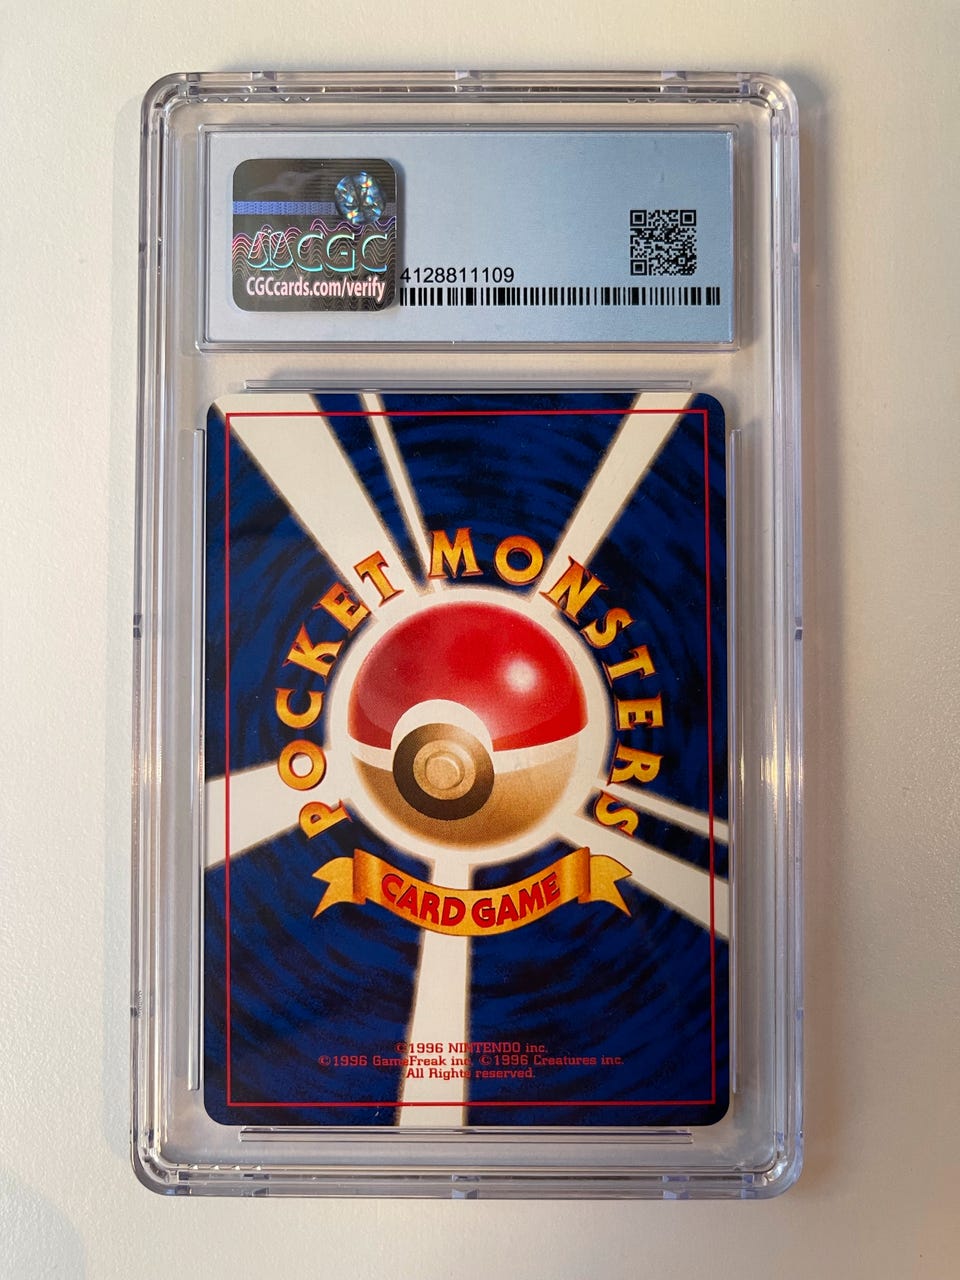 CGC
CGCcards.com/verify
4128811109
POCKET MONSTERS
CARD GAME
©1996 NINTENDO inc.
©1996 GameFreak inc. ©1996 Creatures inc.
All Rights reserved.